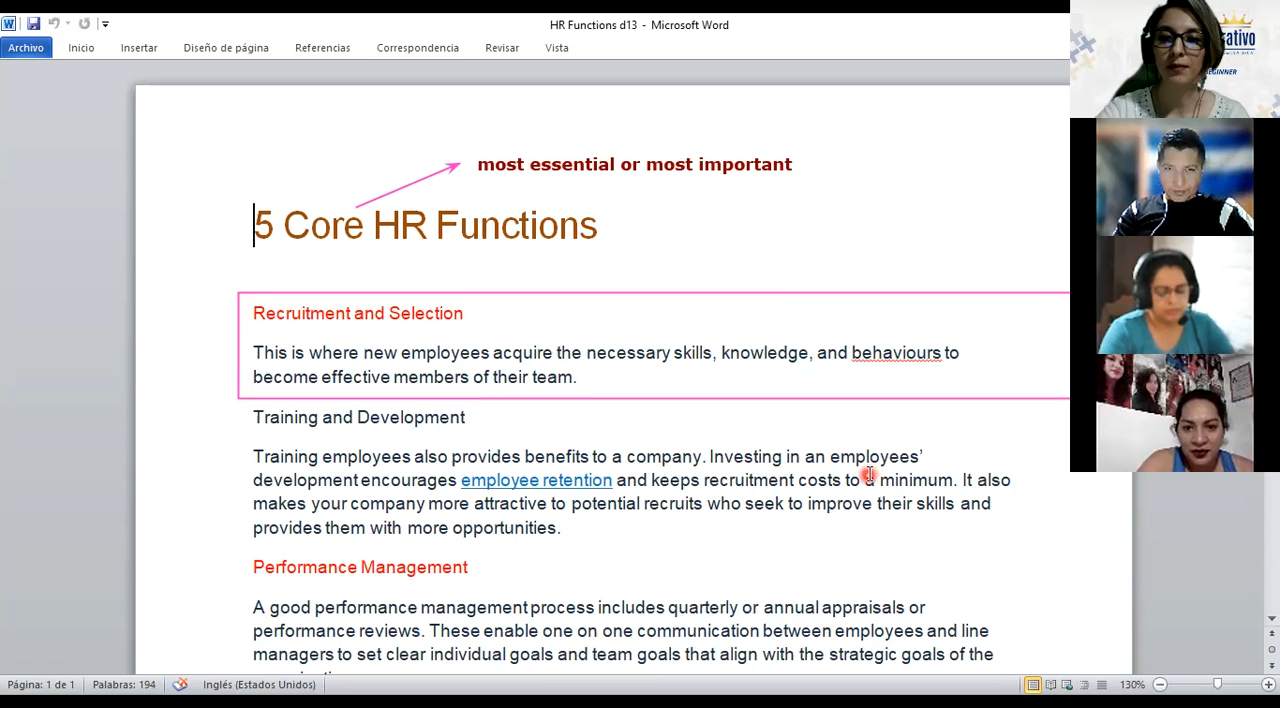 HR Functions d13 - Microsoft Word
Archivo Inicio Insertar Diseño de página Referencias Correspondencia Revisar Vista
most essential or most important
5 Core HR Functions
Recruitment and Selection
This is where new employees acquire the necessary skills, knowledge, and behaviours to
become effective members of their team.
Training and Development
Training employees also provides benefits to a company. Investing in an employees’
development encourages employee retention and keeps recruitment costs to a minimum. It also
makes your company more attractive to potential recruits who seek to improve their skills and
provides them with more opportunities.
Performance Management
A good performance management process includes quarterly or annual appraisals or
performance reviews. These enable one on one communication between employees and line
managers to set clear individual goals and team goals that align with the strategic goals of the
Página: 1 de 1 Palabras: 194 Inglés (Estados Unidos) 130%